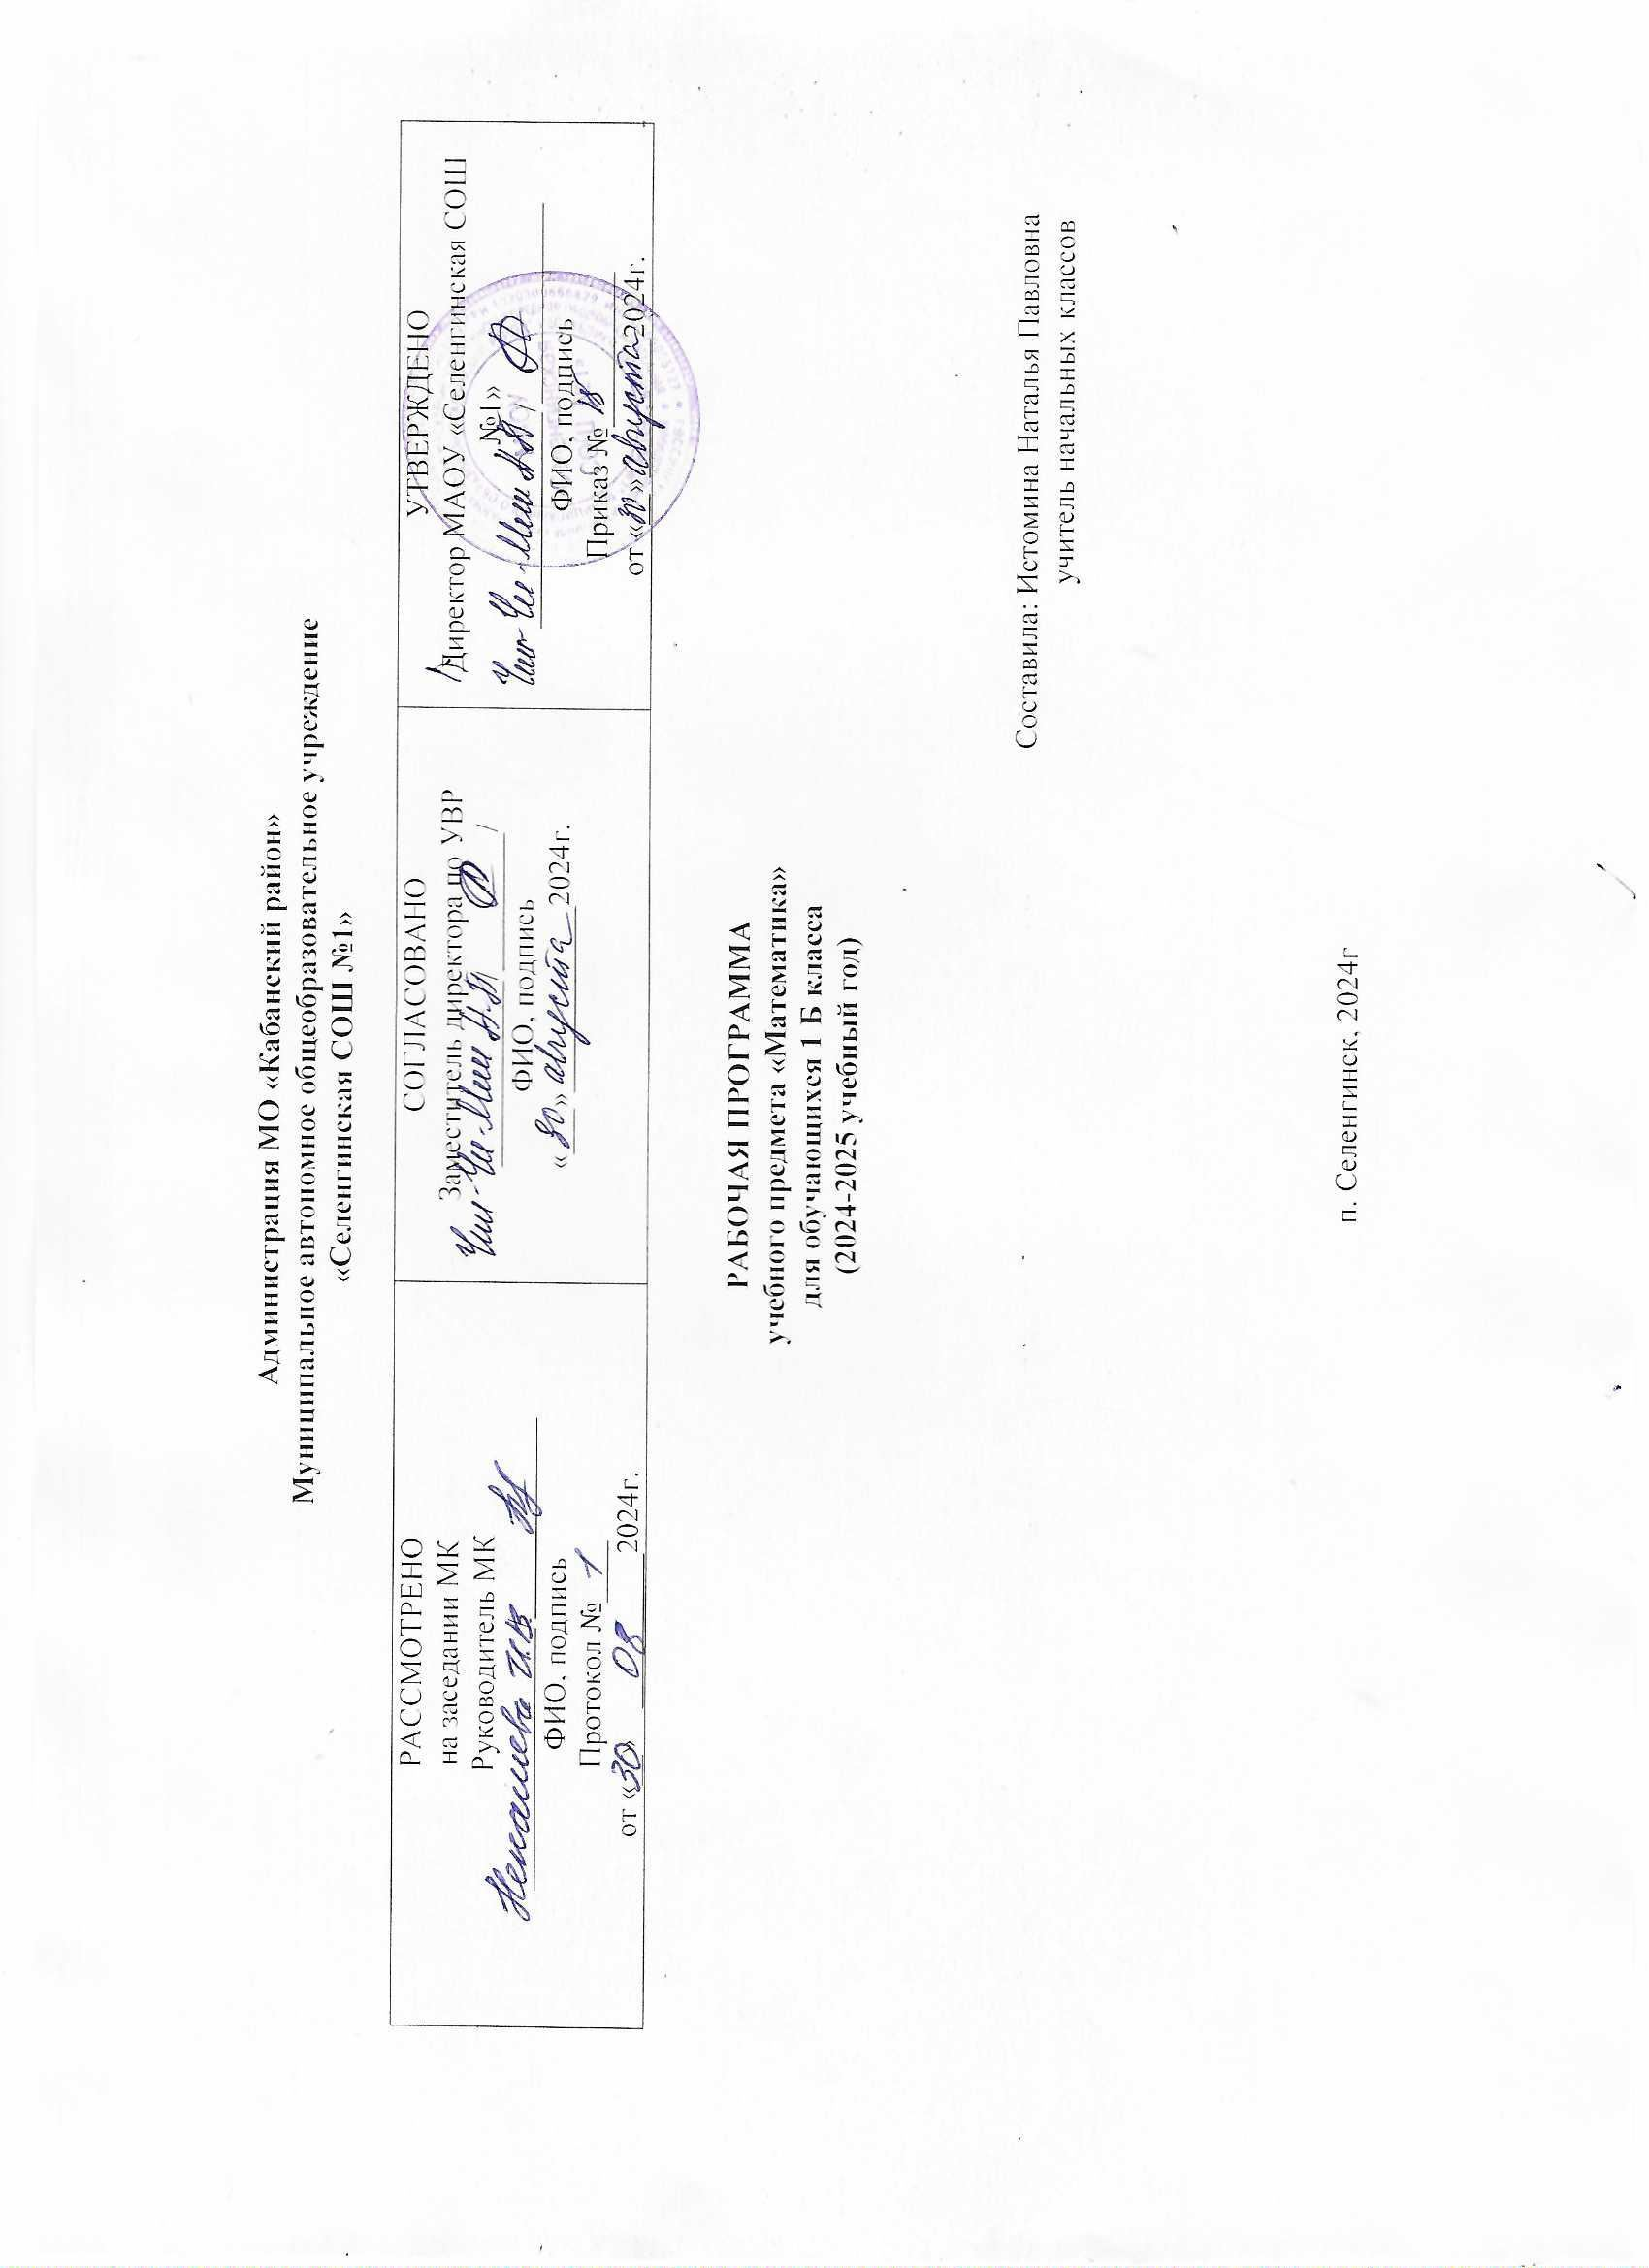 Администрация МО «Кабанский район»
Муниципальное автономное общеобразовательное учреждение
«Селенгинская СОШ №1»
РАССМОТРЕНО
на заседании МК
Руководитель МК
И.В.
ФИО, подпись
Протокол № 1
от «30» 08 2024г.
СОГЛАСОВАНО
Заместитель директора по УВР
Н.П.
ФИО, подпись
«30» августа 2024г.
УТВЕРЖДЕНО
Директор МАОУ «Селенгинская СОШ
№1»
ФИО, подпись
Приказ №
от «30» августа 2024г.
РАБОЧАЯ ПРОГРАММА
учебного предмета «Математика»
для обучающихся 1 Б класса
(2024-2025 учебный год)
Составила: Истомина Наталья Павловна
учитель начальных классов
п. Селенгинск, 2024г